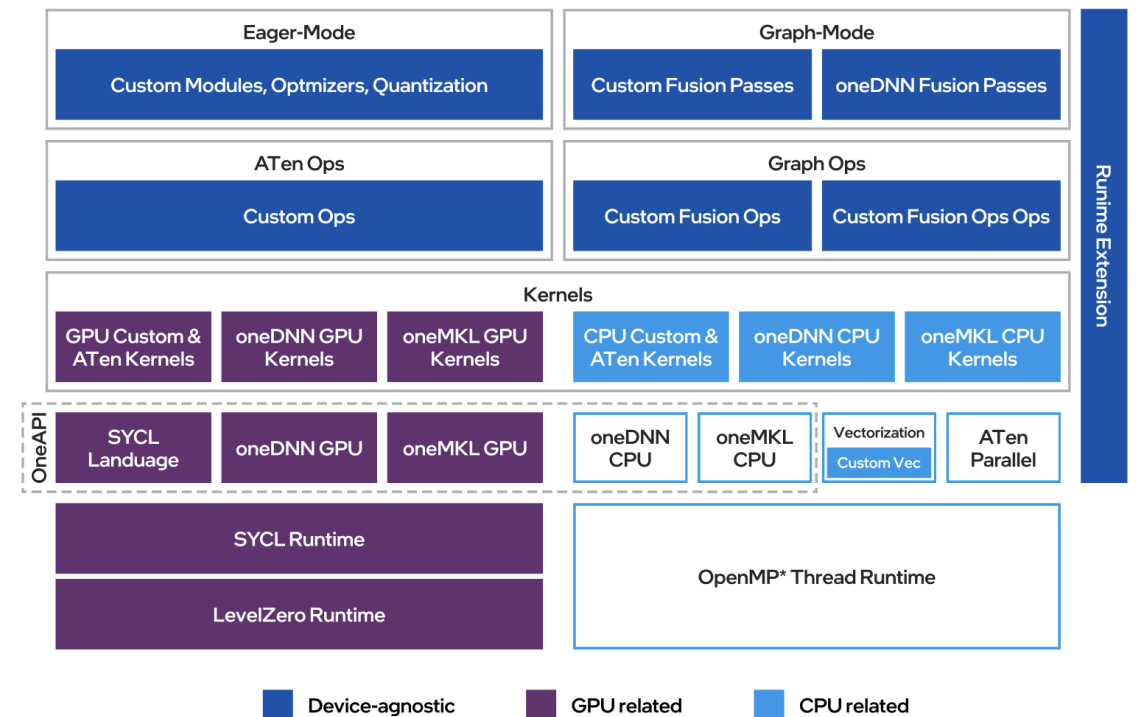 Eager-Mode
Custom Modules, Optmizers, Quantization
Graph-Mode
Custom Fusion Passes
oneDNN Fusion Passes
ATen Ops
Custom Ops
Graph Ops
Custom Fusion Ops
Custom Fusion Ops Ops
Runime Extension
Kernels
GPU Custom &
ATen Kernels
oneDNN GPU
Kernels
oneMKL GPU
Kernels
CPU Custom &
ATen Kernels
oneDNN CPU
Kernels
oneMKL CPU
Kernels
OneAPI
SYCL
Landuage
oneDNN GPU
oneMKL GPU
oneDNN
CPU
oneMKL
CPU
Vectorization
Custom Vec
ATen
Parallel
SYCL Runtime
LevelZero Runtime
OpenMP* Thread Runtime
Device-agnostic
GPU related
CPU related